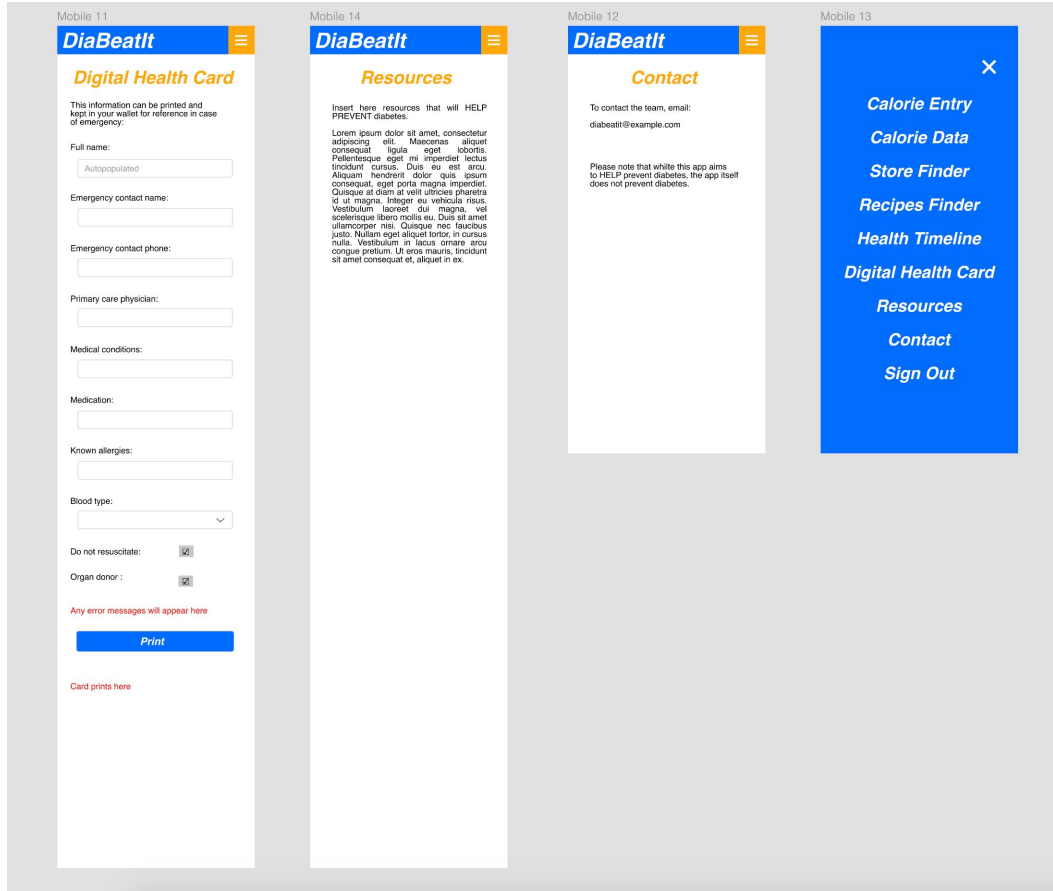 Mobile 11
DiaBeatIt
Digital Health Card
This information can be printed and
kept in your wallet for reference in case
of emergency:
Full name:
Autopopulated
Emergency contact name:
Emergency contact phone:
Primary care physician:
Medical conditions:
Medication:
Known allergies:
Blood type:
Do not resuscitate:
Organ donor :
Any error messages will appear here
Print
Card prints here
Mobile 14
DiaBeatIt
Resources
Insert here resources that will HELP
PREVENT diabetes.
Lorem ipsum dolor sit amet, consectetur
adipiscing elit. Maecenas aliquet
consequat ligula eget lobortis.
Pellentesque eget mi imperdiet lectus
tincidunt cursus. Duis eu est arcu.
Aliquam hendrerit dolor quis ipsum
consequat, eget porta magna imperdiet.
Quisque at diam at velit ultricies pharetra
id ut magna. Integer eu vehicula risus.
Vestibulum laoreet dui magna, vel
scelerisque libero mollis eu. Duis sit amet
ullamcorper nisi. Quisque nec faucibus
justo. Nullam eget aliquet tortor, in cursus
nulla. Vestibulum in lacus ornare arcu
congue pretium. Ut eros mauris, tincidunt
sit amet consequat et, aliquet in ex.
Mobile 12
DiaBeatIt
Contact
To contact the team, email:
diabeatit@example.com
Please note that whilte this app aims
to HELP prevent diabetes, the app itself
does not prevent diabetes.
Mobile 13
Calorie Entry
Calorie Data
Store Finder
Recipes Finder
Health Timeline
Digital Health Card
Resources
Contact
Sign Out